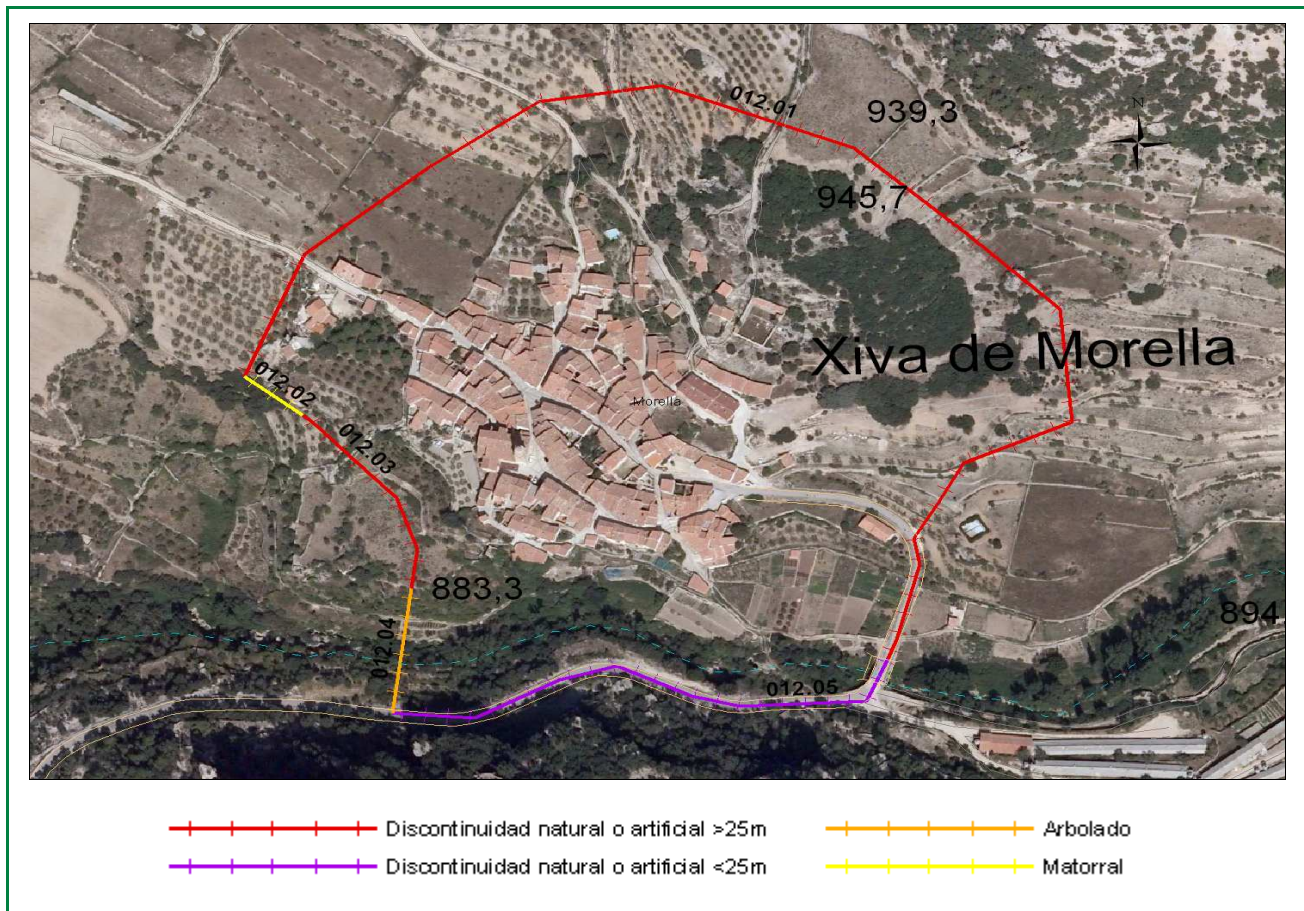 012.01
939,3
N
945,7
Xiva de Morella
012.02
Morella
012.03
883,3
894
012.04
012.05
Discontinuidad natural o artificial >25m
Arbolado
Discontinuidad natural o artificial <25m
Matorral